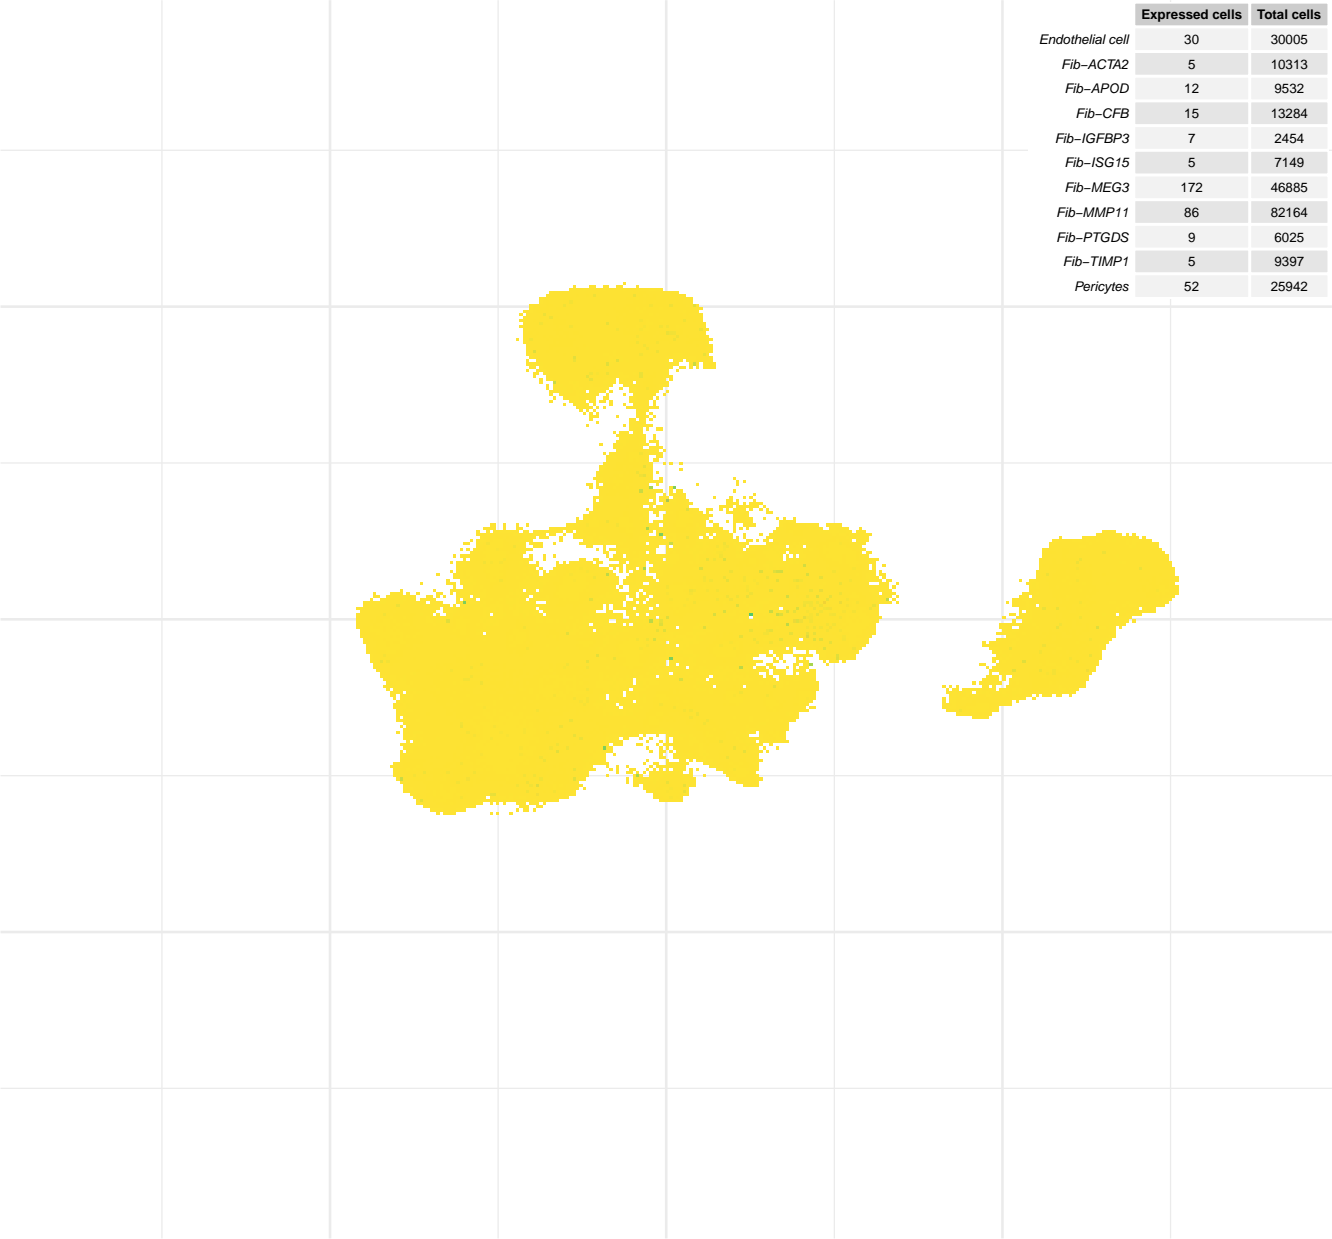 Expressed cells Total cells
Endothelial cell 30 30005
Fib−ACTA2 5 10313
Fib−APOD 12 9532
Fib−CFB 15 13284
Fib−IGFBP3 7 2454
Fib−ISG15 5 7149
Fib−MEG3 172 46885
Fib−MMP11 86 82164
Fib−PTGDS 9 6025
Fib−TIMP1 5 9397
Pericytes 52 25942